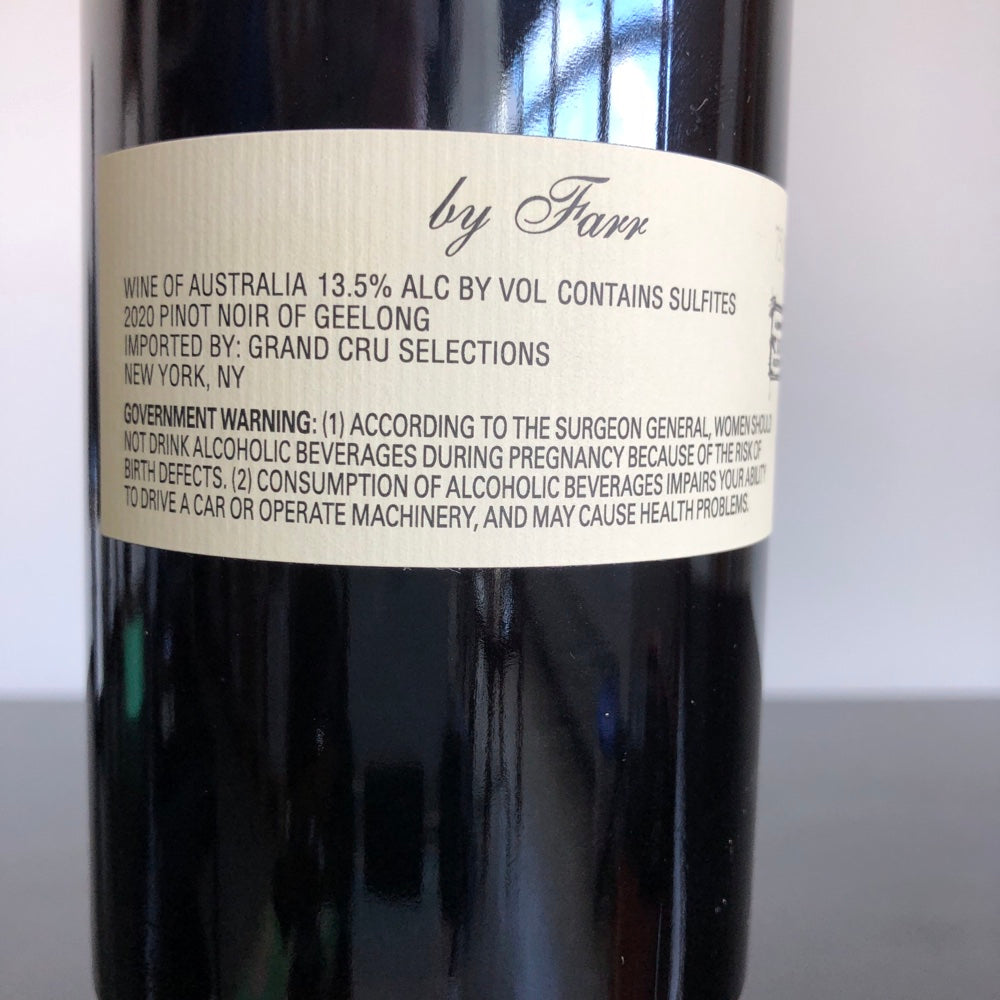 by Farr
WINE OF AUSTRALIA 13.5% ALC BY VOL CONTAINS SULFITES
2020 PINOT NOIR OF GEELONG
IMPORTED BY: GRAND CRU SELECTIONS
NEW YORK, NY
GOVERNMENT WARNING: (1) ACCORDING TO THE SURGEON GENERAL, WOMEN SHOULD
NOT DRINK ALCOHOLIC BEVERAGES DURING PREGNANCY BECAUSE OF THE RISK OF
BIRTH DEFECTS. (2) CONSUMPTION OF ALCOHOLIC BEVERAGES IMPAIRS YOUR ABILITY
TO DRIVE A CAR OR OPERATE MACHINERY, AND MAY CAUSE HEALTH PROBLEMS.